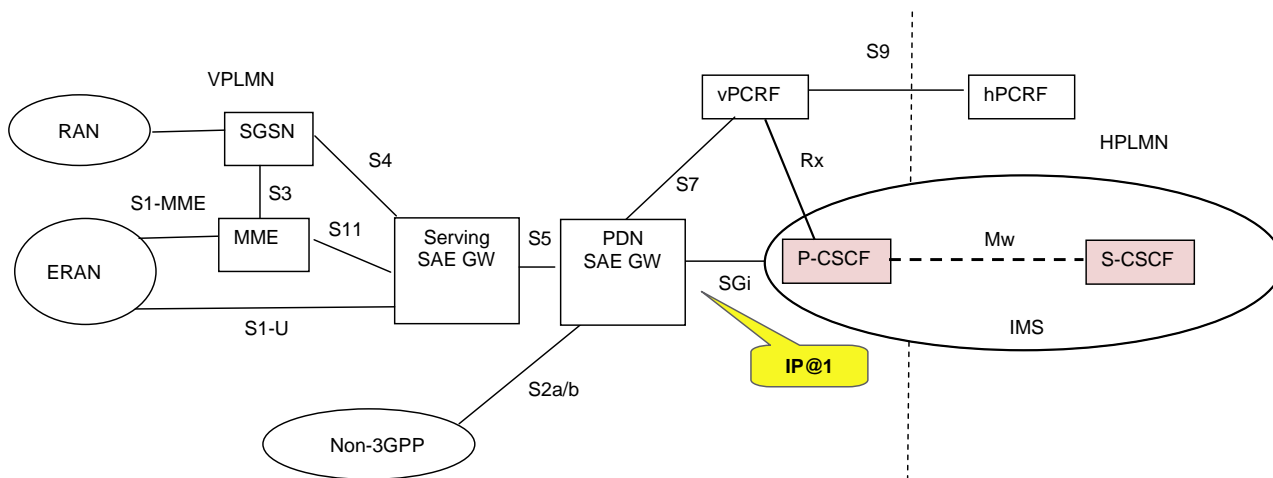 S9
VPLMN
vPCRF
hPCRF
RAN
SGSN
HPLMN
S4
Rx
S7
S3
S1-MME
S11
MME
Serving
SAE GW
S5
PDN
SAE GW
Mw
P-CSCF
S-CSCF
ERAN
SGi
S1-U
IMS
IP@1
S2a/b
Non-3GPP